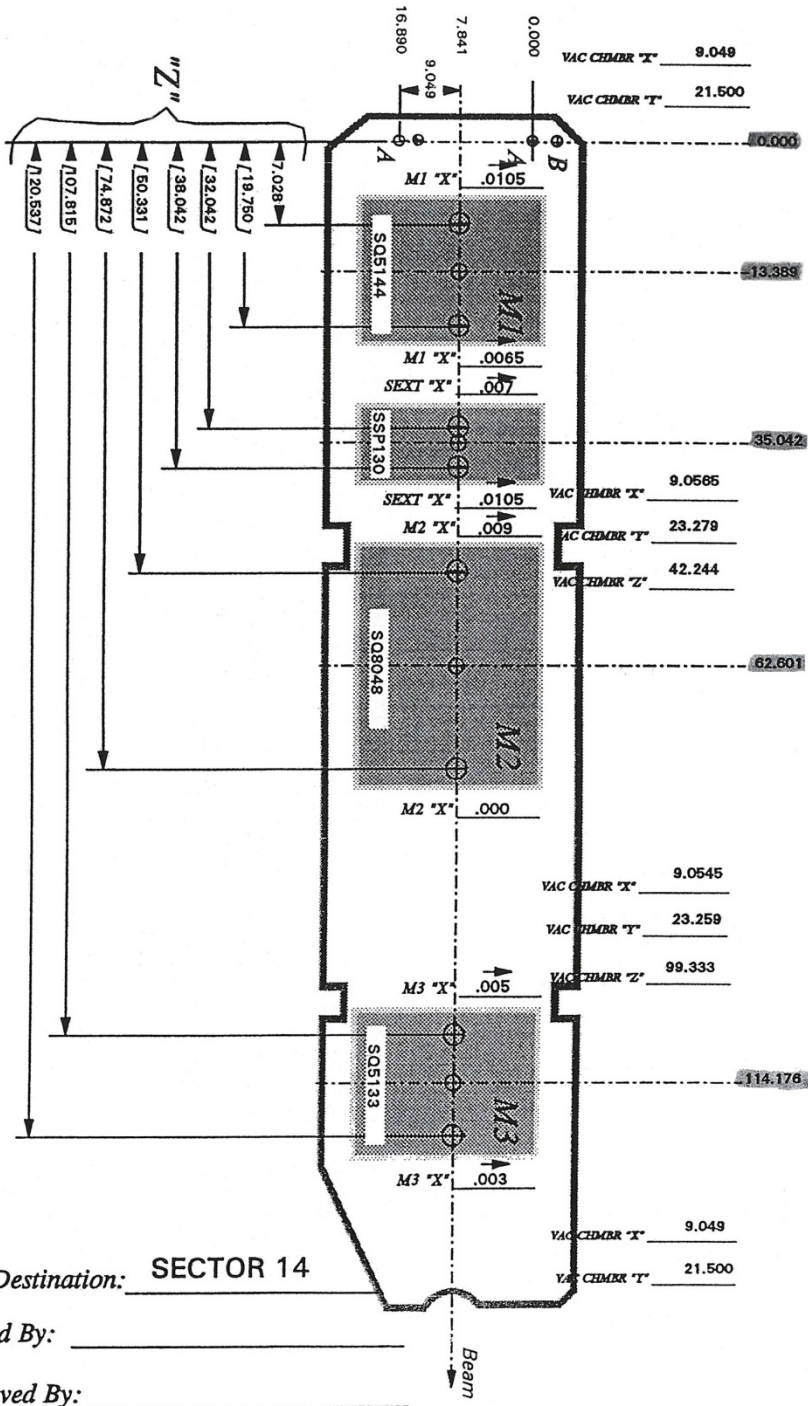 0.000
7.841
16.890
9.049
"Z"
7.028
19.750
32.042
38.042
50.331
74.872
107.815
120.537
A
A
B
VAC CHMBR "X" 9.049
VAC CHMBR "Y" 21.500
0.000
M1 "X" .0105
SQ5144
M1
13.389
M1 "X" .0065
SEXT "X" .007
SSP130
35.042
SEXT "X" .0105
M2 "X" .009
VAC CHMBR "X" 9.0565
VAC CHMBR "Y" 23.279
VAC CHMBR "Z" 42.244
SQ8048
M2
62.601
M2 "X" .000
VAC CHMBR "X" 9.0545
VAC CHMBR "Y" 23.259
VAC CHMBR "Z" 99.333
M3 "X" .005
SQ5133
M3
114.176
M3 "X" .003
VAC CHMBR "X" 9.049
VAC CHMBR "Y" 21.500
Beam
Destination: SECTOR 14
d By:
ved By: